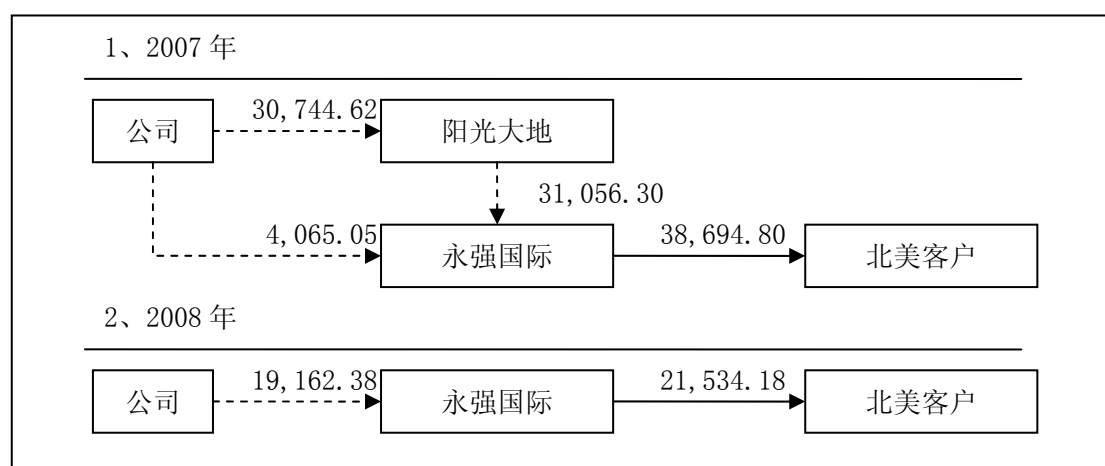 1、2007 年
30,744.62
公司
阳光大地
31,056.30
4,065.05
38,694.80
永强国际
北美客户
2、2008 年
19,162.38
21,534.18
公司
永强国际
北美客户